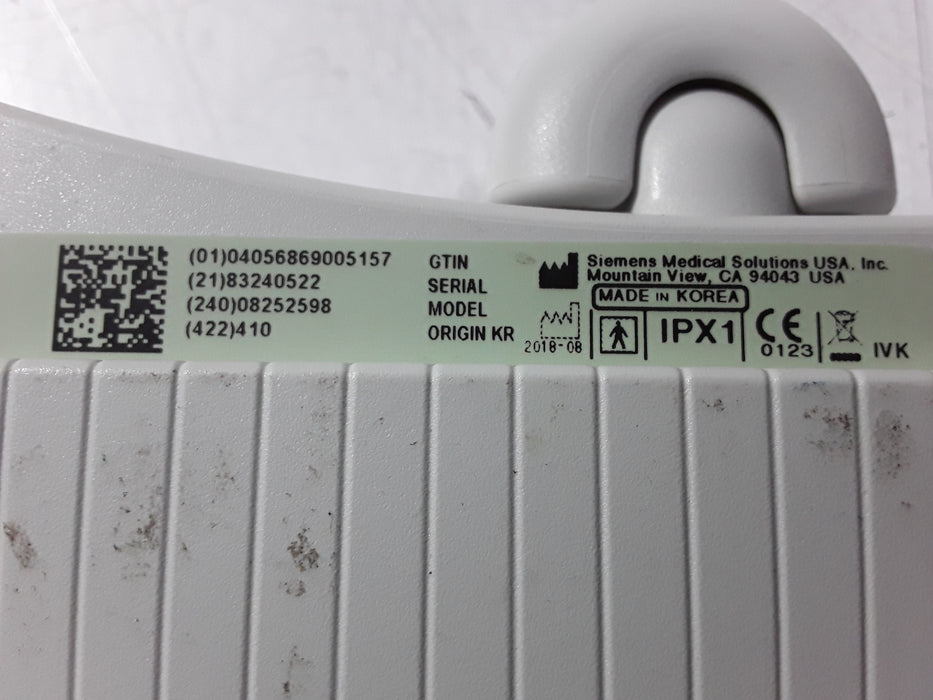 (01)04056869005157 GTIN
(21)83240522 SERIAL
(240)08252598 MODEL
(422)410 ORIGIN KR
2018-08
Siemens Medical Solutions USA, Inc.
Mountain View, CA 94043 USA
MADE IN KOREA
IPX1
CE
0123
IVK